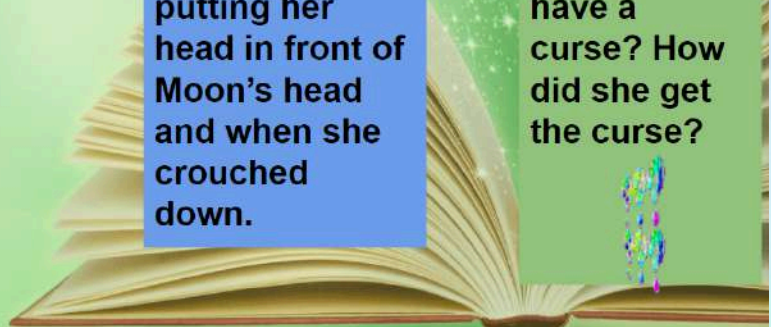 putting her
head in front of
Moon's head
and when she
crouched
down.
have a
curse? How
did she get
the curse?